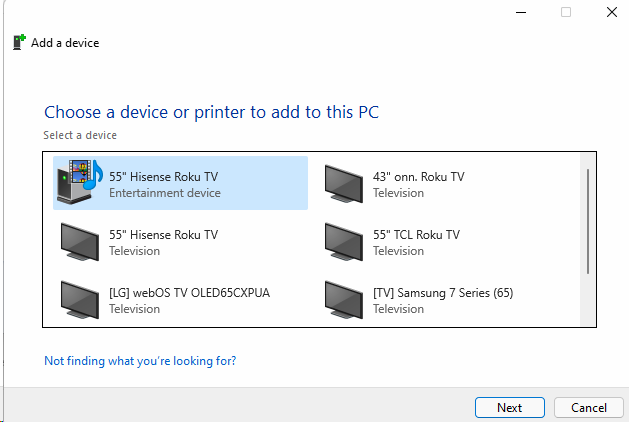 Add a device
Choose a device or printer to add to this PC
Select a device
55" Hisense Roku TV
Entertainment device
43" onn. Roku TV
Television
55" Hisense Roku TV
Television
55" TCL Roku TV
Television
[LG] webOS TV OLED65CXPUA
Television
[TV] Samsung 7 Series (65)
Television
Not finding what you're looking for?
Next
Cancel